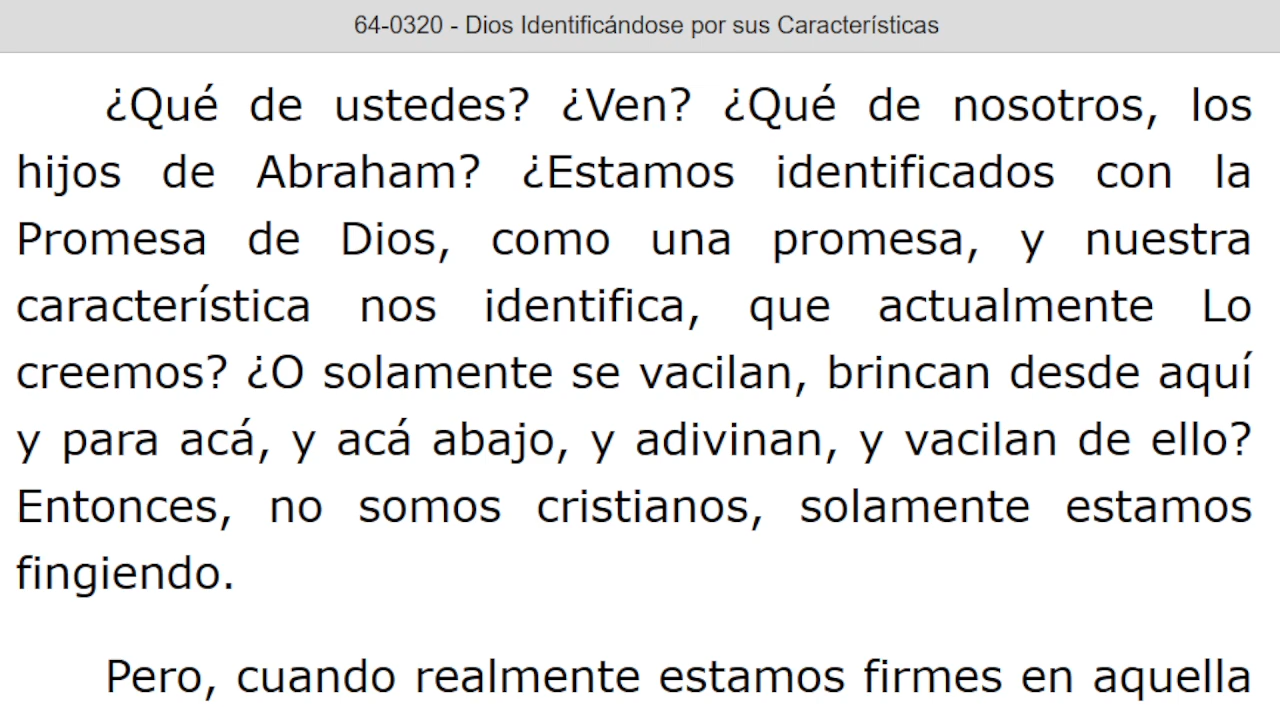 64-0320 - Dios Identificándose por sus Características
¿Qué de ustedes? ¿Ven? ¿Qué de nosotros, los
hijos de Abraham? ¿Estamos identificados con la
Promesa de Dios, como una promesa, y nuestra
característica nos identifica, que actualmente Lo
creemos? ¿O solamente se vacilan, brincan desde aquí
y para acá, y acá abajo, y adivinan, y vacilan de ello?
Entonces, no somos cristianos, solamente estamos
fingiendo.
Pero, cuando realmente estamos firmes en aquella